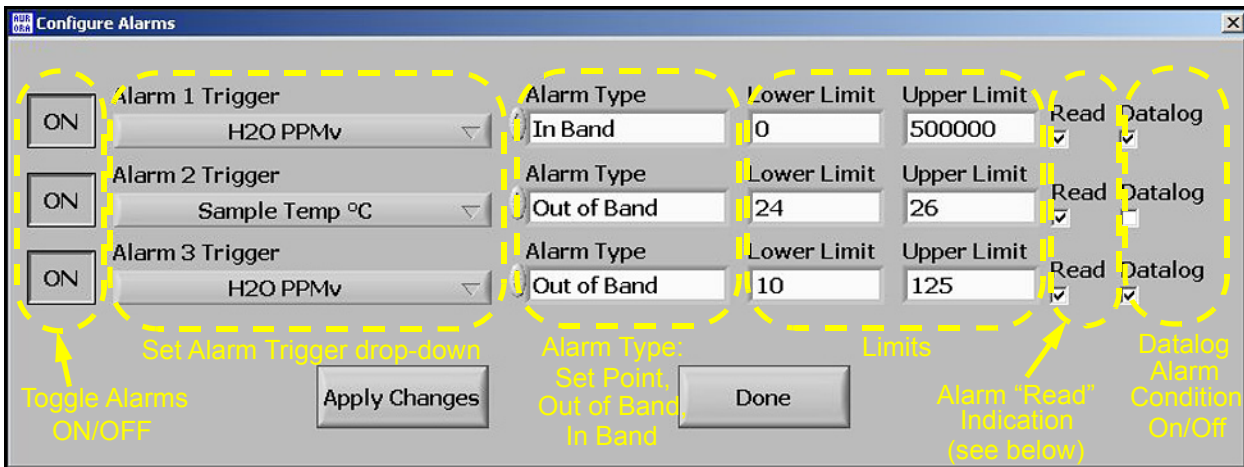 AUR ORA Configure Alarms
ON Alarm 1 Trigger Alarm Type Lower Limit Upper Limit Read Datalog
H2O PPMv In Band 0 500000
ON Alarm 2 Trigger Alarm Type Lower Limit Upper Limit Read Datalog
Sample Temp ºC Out of Band 24 26
ON Alarm 3 Trigger Alarm Type Lower Limit Upper Limit Read Datalog
H2O PPMv Out of Band 10 125
Set Alarm Trigger drop-down
Alarm Type:
Set Point,
Out of Band,
In Band
Limits
Datalog
Alarm
Condition
On/Off
Toggle Alarms
ON/OFF
Apply Changes
Done
Alarm “Read”
Indication
(see below)